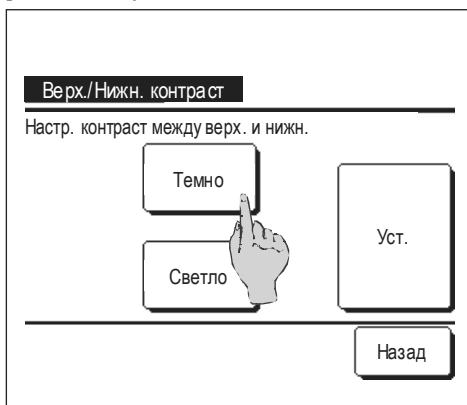 Верх./Нижн. контраст
Настр. контраст между верх. и нижн.
Темно
Уст.
Светло
Назад